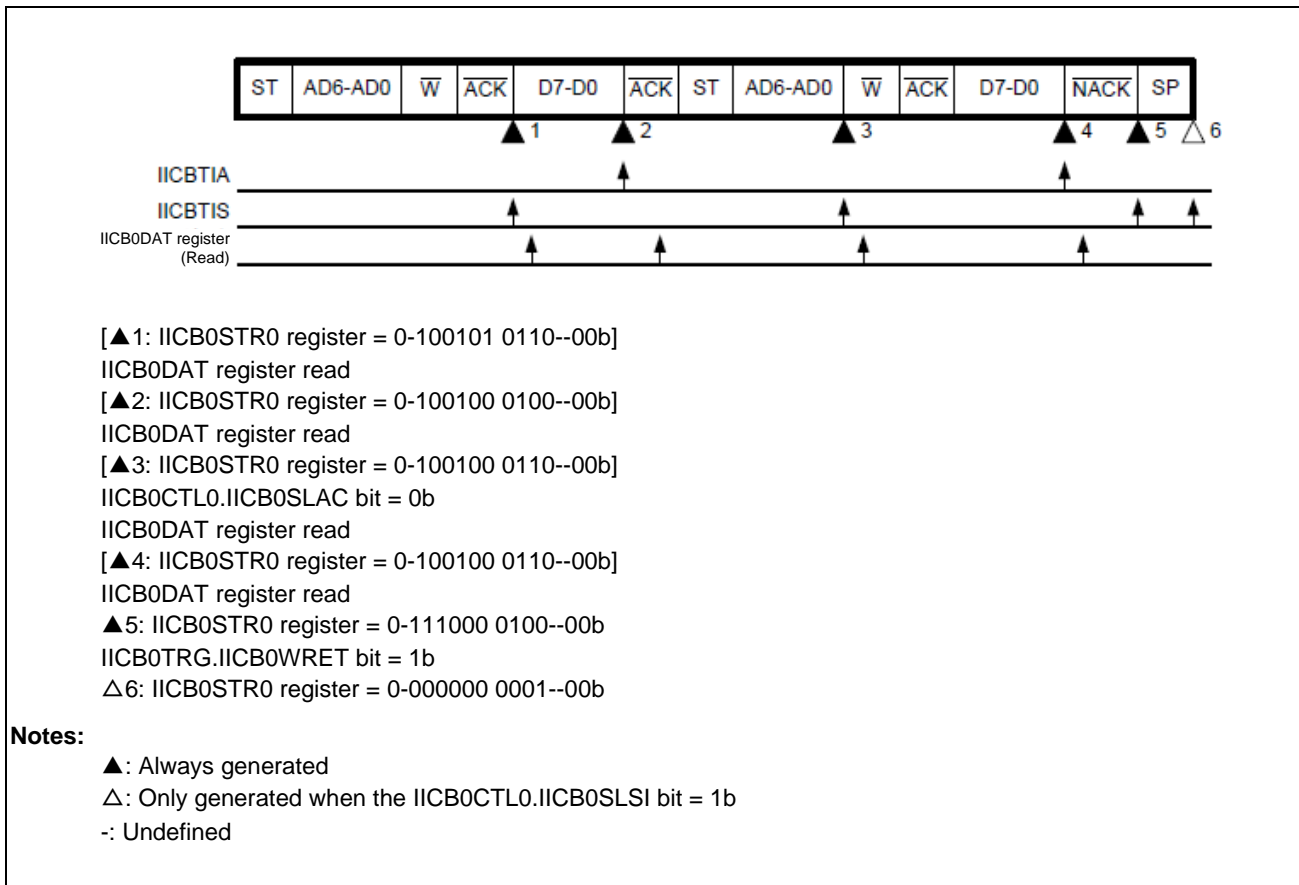 ST AD6-AD0 W̅ A̅C̅K̅ D7-D0 A̅C̅K̅ ST AD6-AD0 W̅ A̅C̅K̅ D7-D0 N̅A̅C̅K̅ SP
▲1 ▲2 ▲3 ▲4 ▲5 △6
IICBTIA
IICBTIS
IICB0DAT register
(Read)
[▲1: IICB0STR0 register = 0-100101 0110--00b]
IICB0DAT register read
[▲2: IICB0STR0 register = 0-100100 0100--00b]
IICB0DAT register read
[▲3: IICB0STR0 register = 0-100100 0110--00b]
IICB0CTL0.IICB0SLAC bit = 0b
IICB0DAT register read
[▲4: IICB0STR0 register = 0-100100 0110--00b]
IICB0DAT register read
▲5: IICB0STR0 register = 0-111000 0100--00b
IICB0TRG.IICB0WRET bit = 1b
△6: IICB0STR0 register = 0-000000 0001--00b
Notes:
▲: Always generated
△: Only generated when the IICB0CTL0.IICB0SLSI bit = 1b
-: Undefined